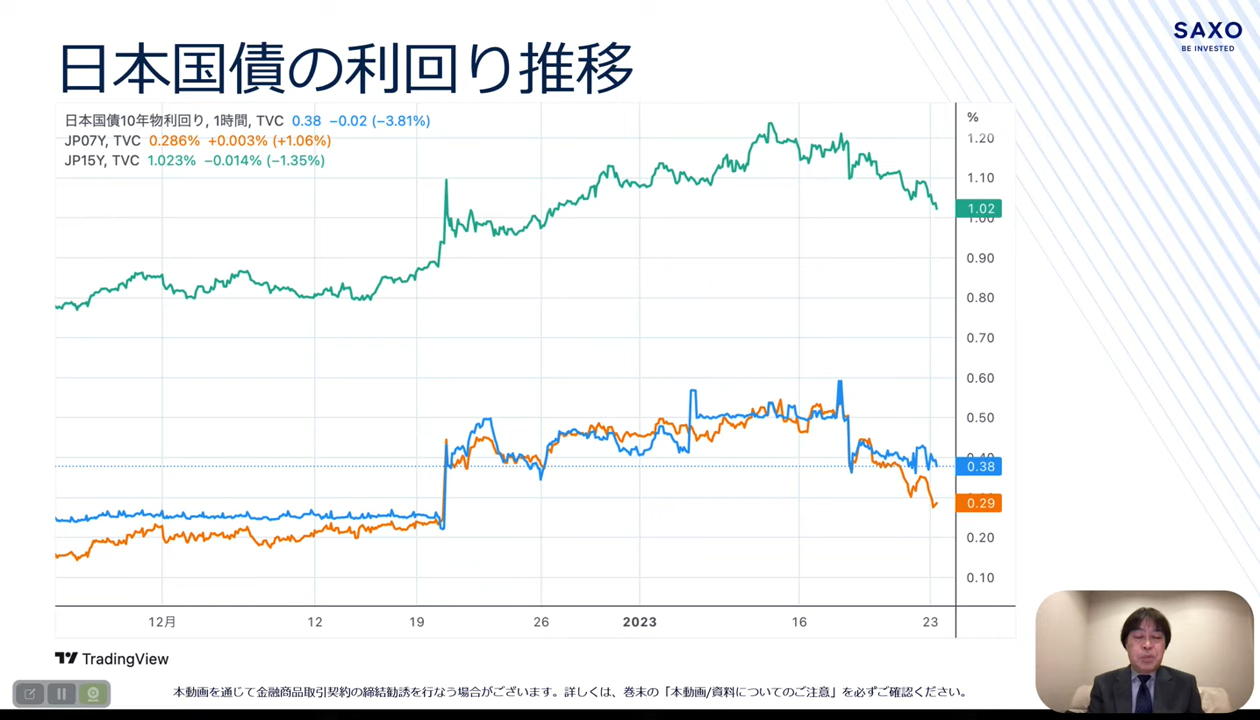 SAXO
BE INVESTED
日本国債の利回り推移
日本国債10年物利回り, 1時間, TVC 0.38 −0.02 (−3.81%)
JP07Y, TVC 0.286% +0.003% (+1.06%)
JP15Y, TVC 1.023% −0.014% (−1.35%)
%
1.20
1.10
1.02
1.00
0.90
0.80
0.70
0.60
0.50
0.40
0.38
0.29
0.20
0.10
12月 12 19 26 2023 16 23
TradingView
本動画を通じて金融商品取引契約の締結勧誘を行なう場合がございます。詳しくは、巻末の「本動画/資料についてのご注意」を必ずご確認ください。